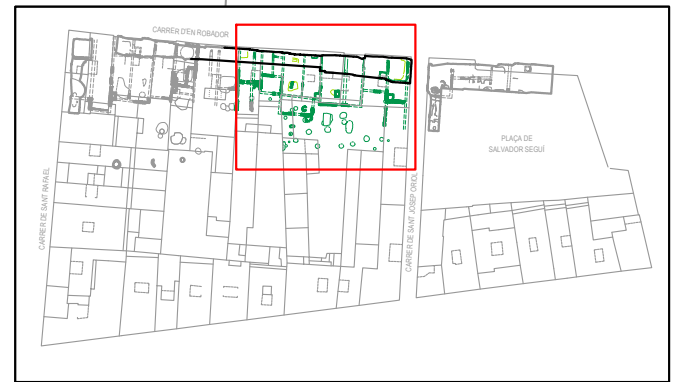 CARRER D'EN ROBADOR
PLAÇA DE
SALVADOR SEGUÍ
CARRER DE SANT RAFAEL
CARRER DE SANT JOSEP ORIOL